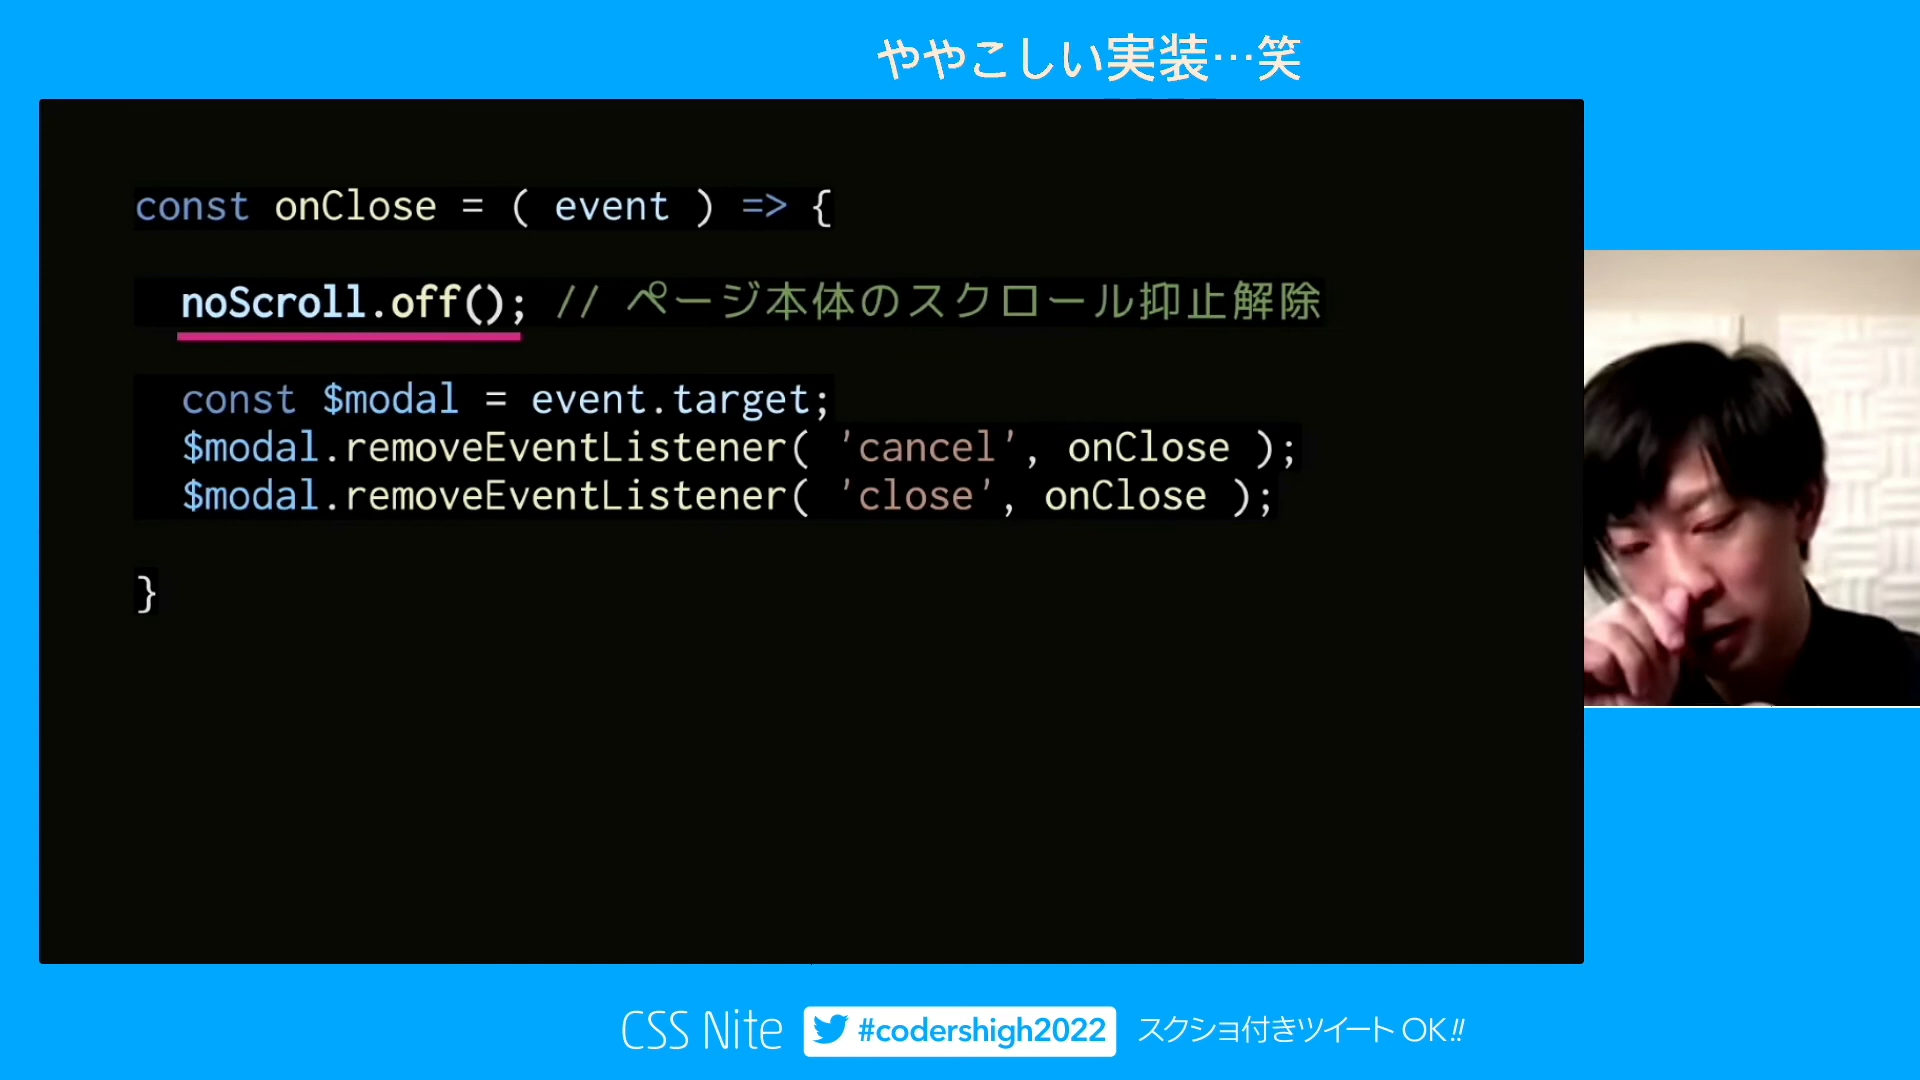 ややこしい実装…笑
const onClose = ( event ) => {
noScroll.off(); // ページ本体のスクロール抑止解除
const $modal = event.target;
$modal.removeEventListener( 'cancel', onClose );
$modal.removeEventListener( 'close', onClose );
}
CSS Nite #codershigh2022 スクショ付きツイート OK!!